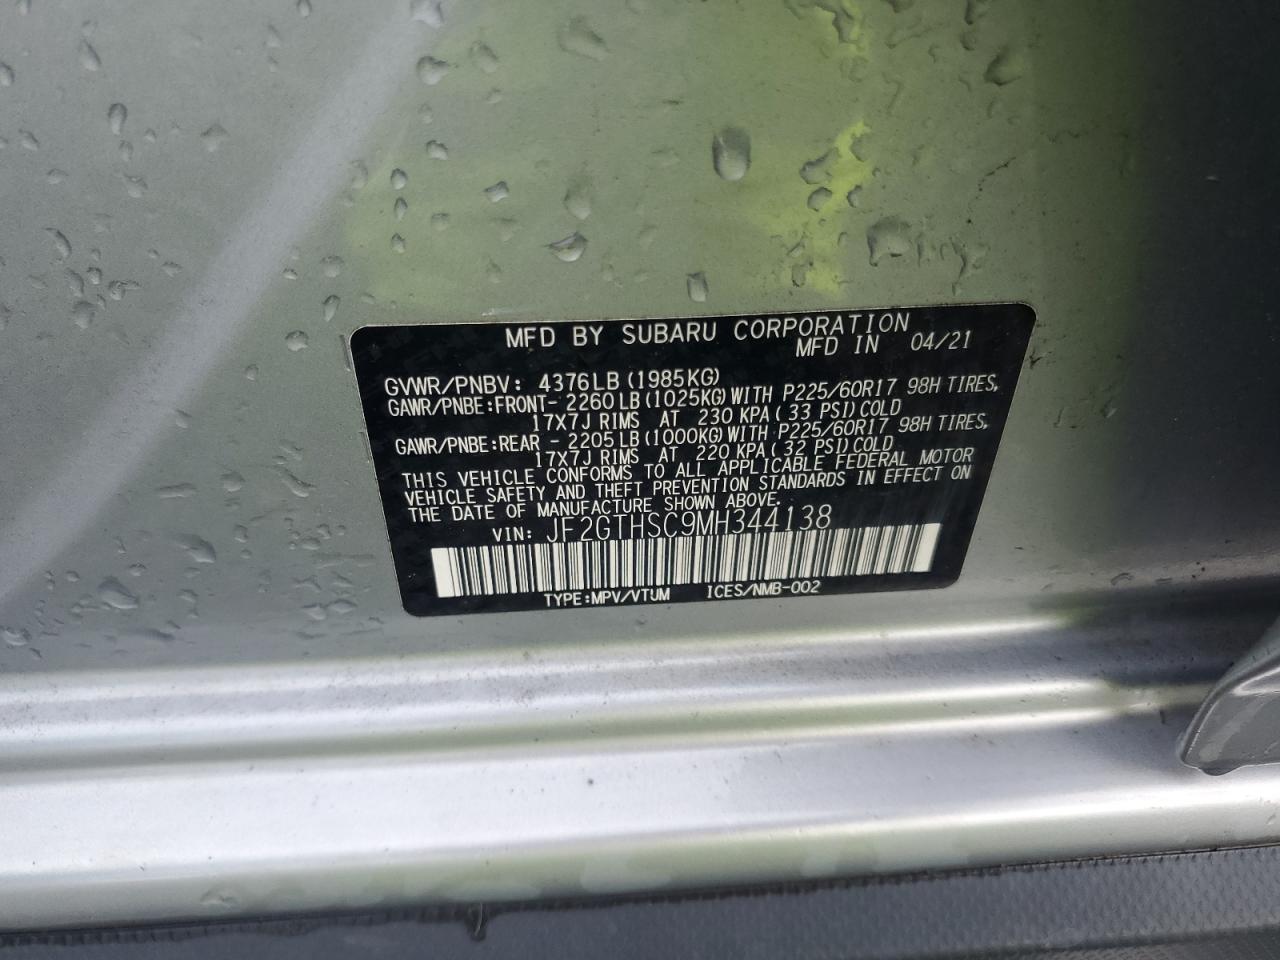 MFD BY SUBARU CORPORATION
MFD IN 04/21
GVWR/PNBV: 4376LB (1985KG)
GAWR/PNBE:FRONT- 2260LB (1025KG) WITH P225/60R17 98H TIRES,
17X7J RIMS AT 230 KPA ( 33 PSI) COLD
GAWR/PNBE:REAR - 2205LB (1000KG) WITH P225/60R17 98H TIRES,
17X7J RIMS AT 220 KPA ( 32 PSI) COLD
THIS VEHICLE CONFORMS TO ALL APPLICABLE FEDERAL MOTOR
VEHICLE SAFETY AND THEFT PREVENTION STANDARDS IN EFFECT ON
THE DATE OF MANUFACTURE SHOWN ABOVE.
VIN: JF2GTHSC9MH344138
TYPE:MPV/VTUM ICES/NMB-002